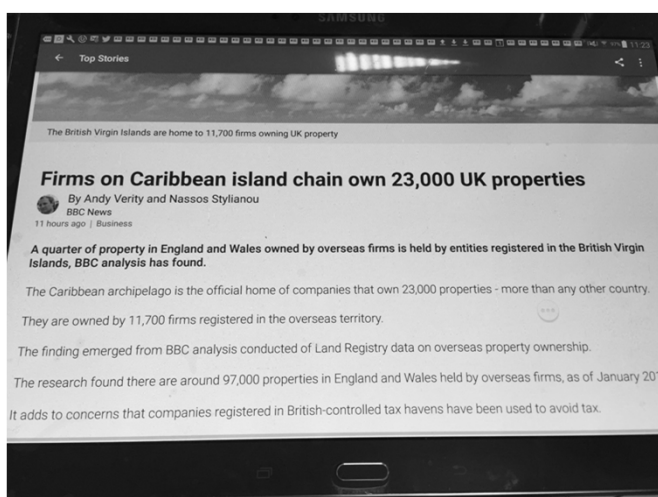 SAMSUNG
11:23
Top Stories
The British Virgin Islands are home to 11,700 firms owning UK property
Firms on Caribbean island chain own 23,000 UK properties
By Andy Verity and Nassos Stylianou
BBC News
11 hours ago | Business
A quarter of property in England and Wales owned by overseas firms is held by entities registered in the British Virgin
Islands, BBC analysis has found.
The Caribbean archipelago is the official home of companies that own 23,000 properties - more than any other country.
They are owned by 11,700 firms registered in the overseas territory.
The finding emerged from BBC analysis conducted of Land Registry data on overseas property ownership.
The research found there are around 97,000 properties in England and Wales held by overseas firms, as of January
It adds to concerns that companies registered in British-controlled tax havens have been used to avoid tax.